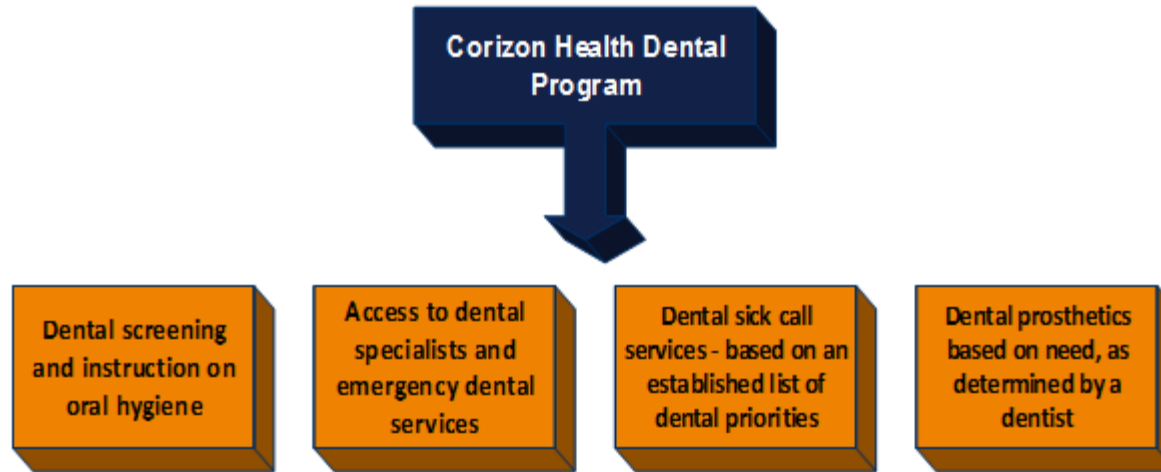 Corizon Health Dental
Program
Dental screening
and instruction on
oral hygiene
Access to dental
specialists and
emergency dental
services
Dental sick call
services - based on an
established list of
dental priorities
Dental prosthetics
based on need, as
determined by a
dentist